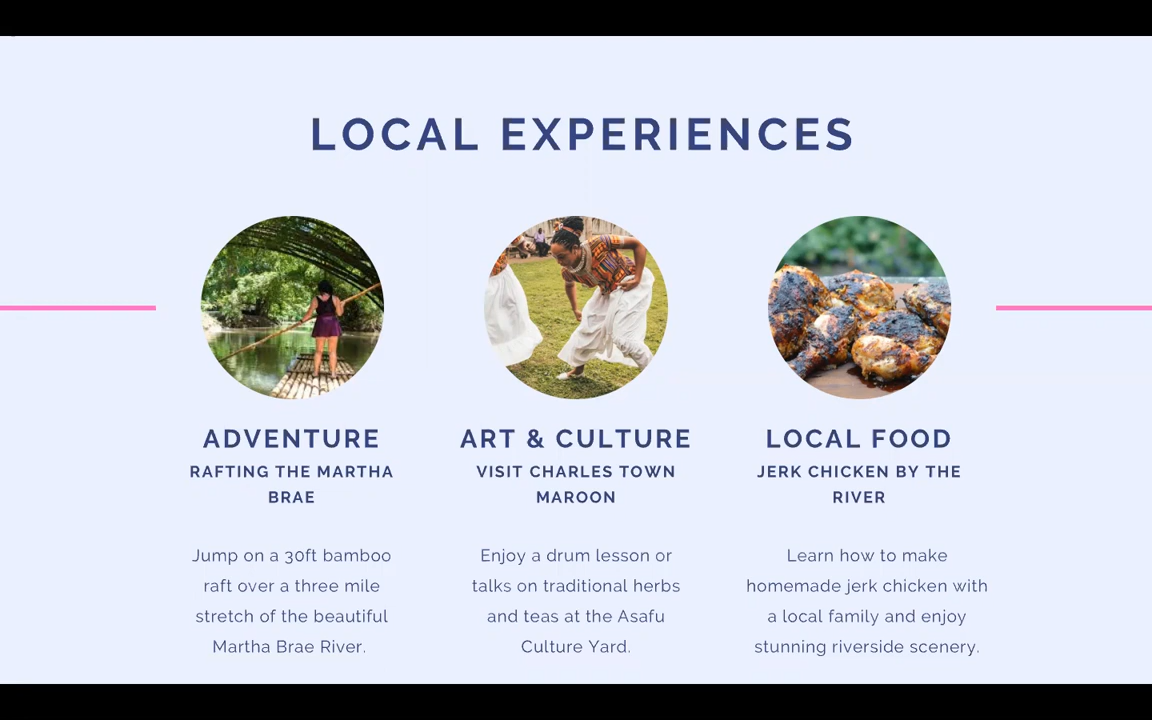 LOCAL EXPERIENCES
ADVENTURE
RAFTING THE MARTHA
BRAE
Jump on a 30ft bamboo
raft over a three mile
stretch of the beautiful
Martha Brae River.
ART & CULTURE
VISIT CHARLES TOWN
MAROON
Enjoy a drum lesson or
talks on traditional herbs
and teas at the Asafu
Culture Yard.
LOCAL FOOD
JERK CHICKEN BY THE
RIVER
Learn how to make
homemade jerk chicken with
a local family and enjoy
stunning riverside scenery.